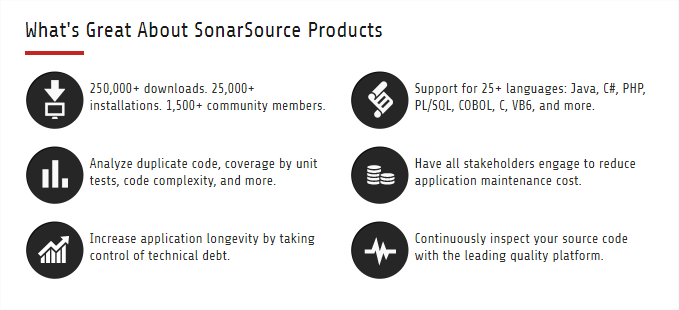 What's Great About SonarSource Products
250,000+ downloads. 25,000+
installations. 1,500+ community members.
Support for 25+ languages: Java, C#, PHP,
PL/SQL, COBOL, C, VB6, and more.
Analyze duplicate code, coverage by unit
tests, code complexity, and more.
Have all stakeholders engage to reduce
application maintenance cost.
Increase application longevity by taking
control of technical debt.
Continuously inspect your source code
with the leading quality platform.